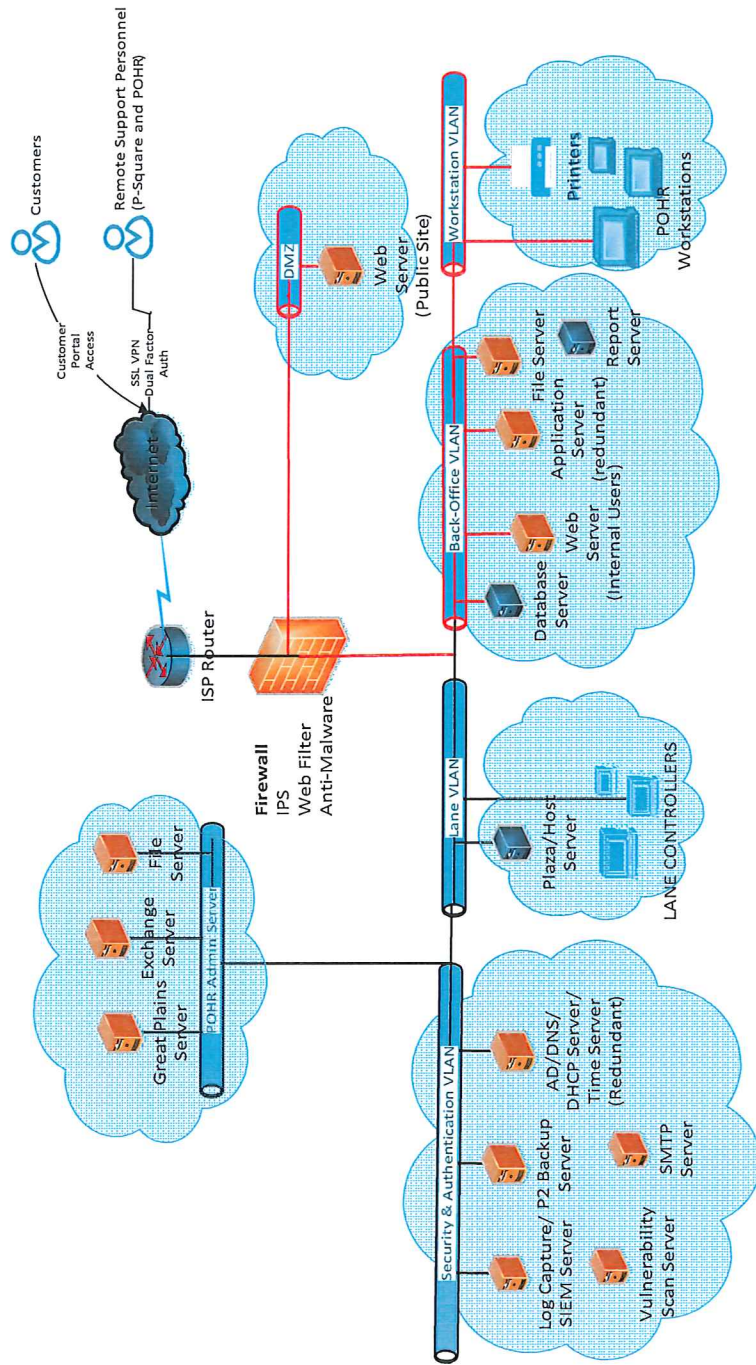 Customers
Remote Support Personnel
(P-Square and POHR)
Customer
Portal
Access
SSL VPN
Dual Factor
Auth
Internet
ISP Router
Firewall
IPS
Web Filter
Anti-Malware
DMZ
Web
Server
(Public Site)
Great Plains
Server
Exchange
Server
File
Server
POHR Admin Server
Security & Authentication VLAN
Log Capture/
SIEM Server
P2 Backup
Server
AD/DNS/
DHCP Server/
Time Server
(Redundant)
Vulnerability
Scan Server
SMTP
Server
Lane VLAN
Plaza/Host
Server
LANE CONTROLLERS
Back-Office VLAN
Database
Server
Web
Server
(Internal Users)
Application
Server
(redundant)
File Server
Report
Server
Workstation VLAN
Printers
POHR
Workstations